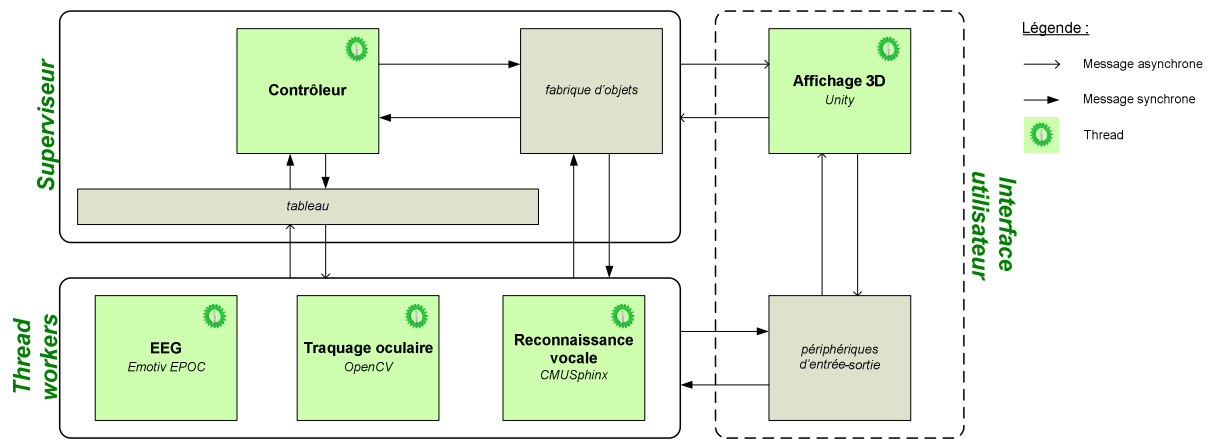 Superviseur
Contrôleur
fabrique d'objets
tableau
Affichage 3D
Unity
Légende :
Message asynchrone
Message synchrone
Thread
Interface
utilisateur
Thread
workers
EEG
Emotiv EPOC
Traquage oculaire
OpenCV
Reconnaissance
vocale
CMUSphinx
périphériques
d'entrée-sortie